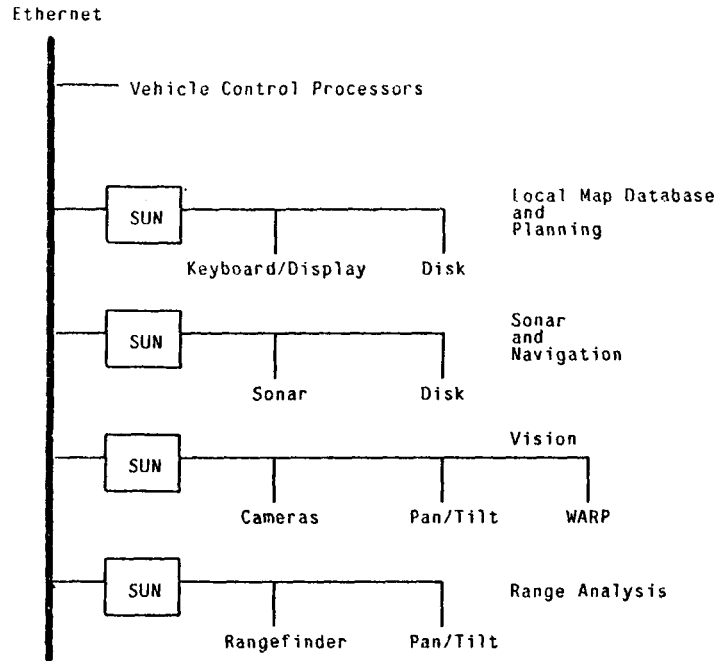 Ethernet
Vehicle Control Processors
SUN
Local Map Database
and
Planning
Keyboard/Display
Disk
SUN
Sonar
and
Navigation
Sonar
Disk
SUN
Vision
Cameras
Pan/Tilt
WARP
SUN
Range Analysis
Rangefinder
Pan/Tilt